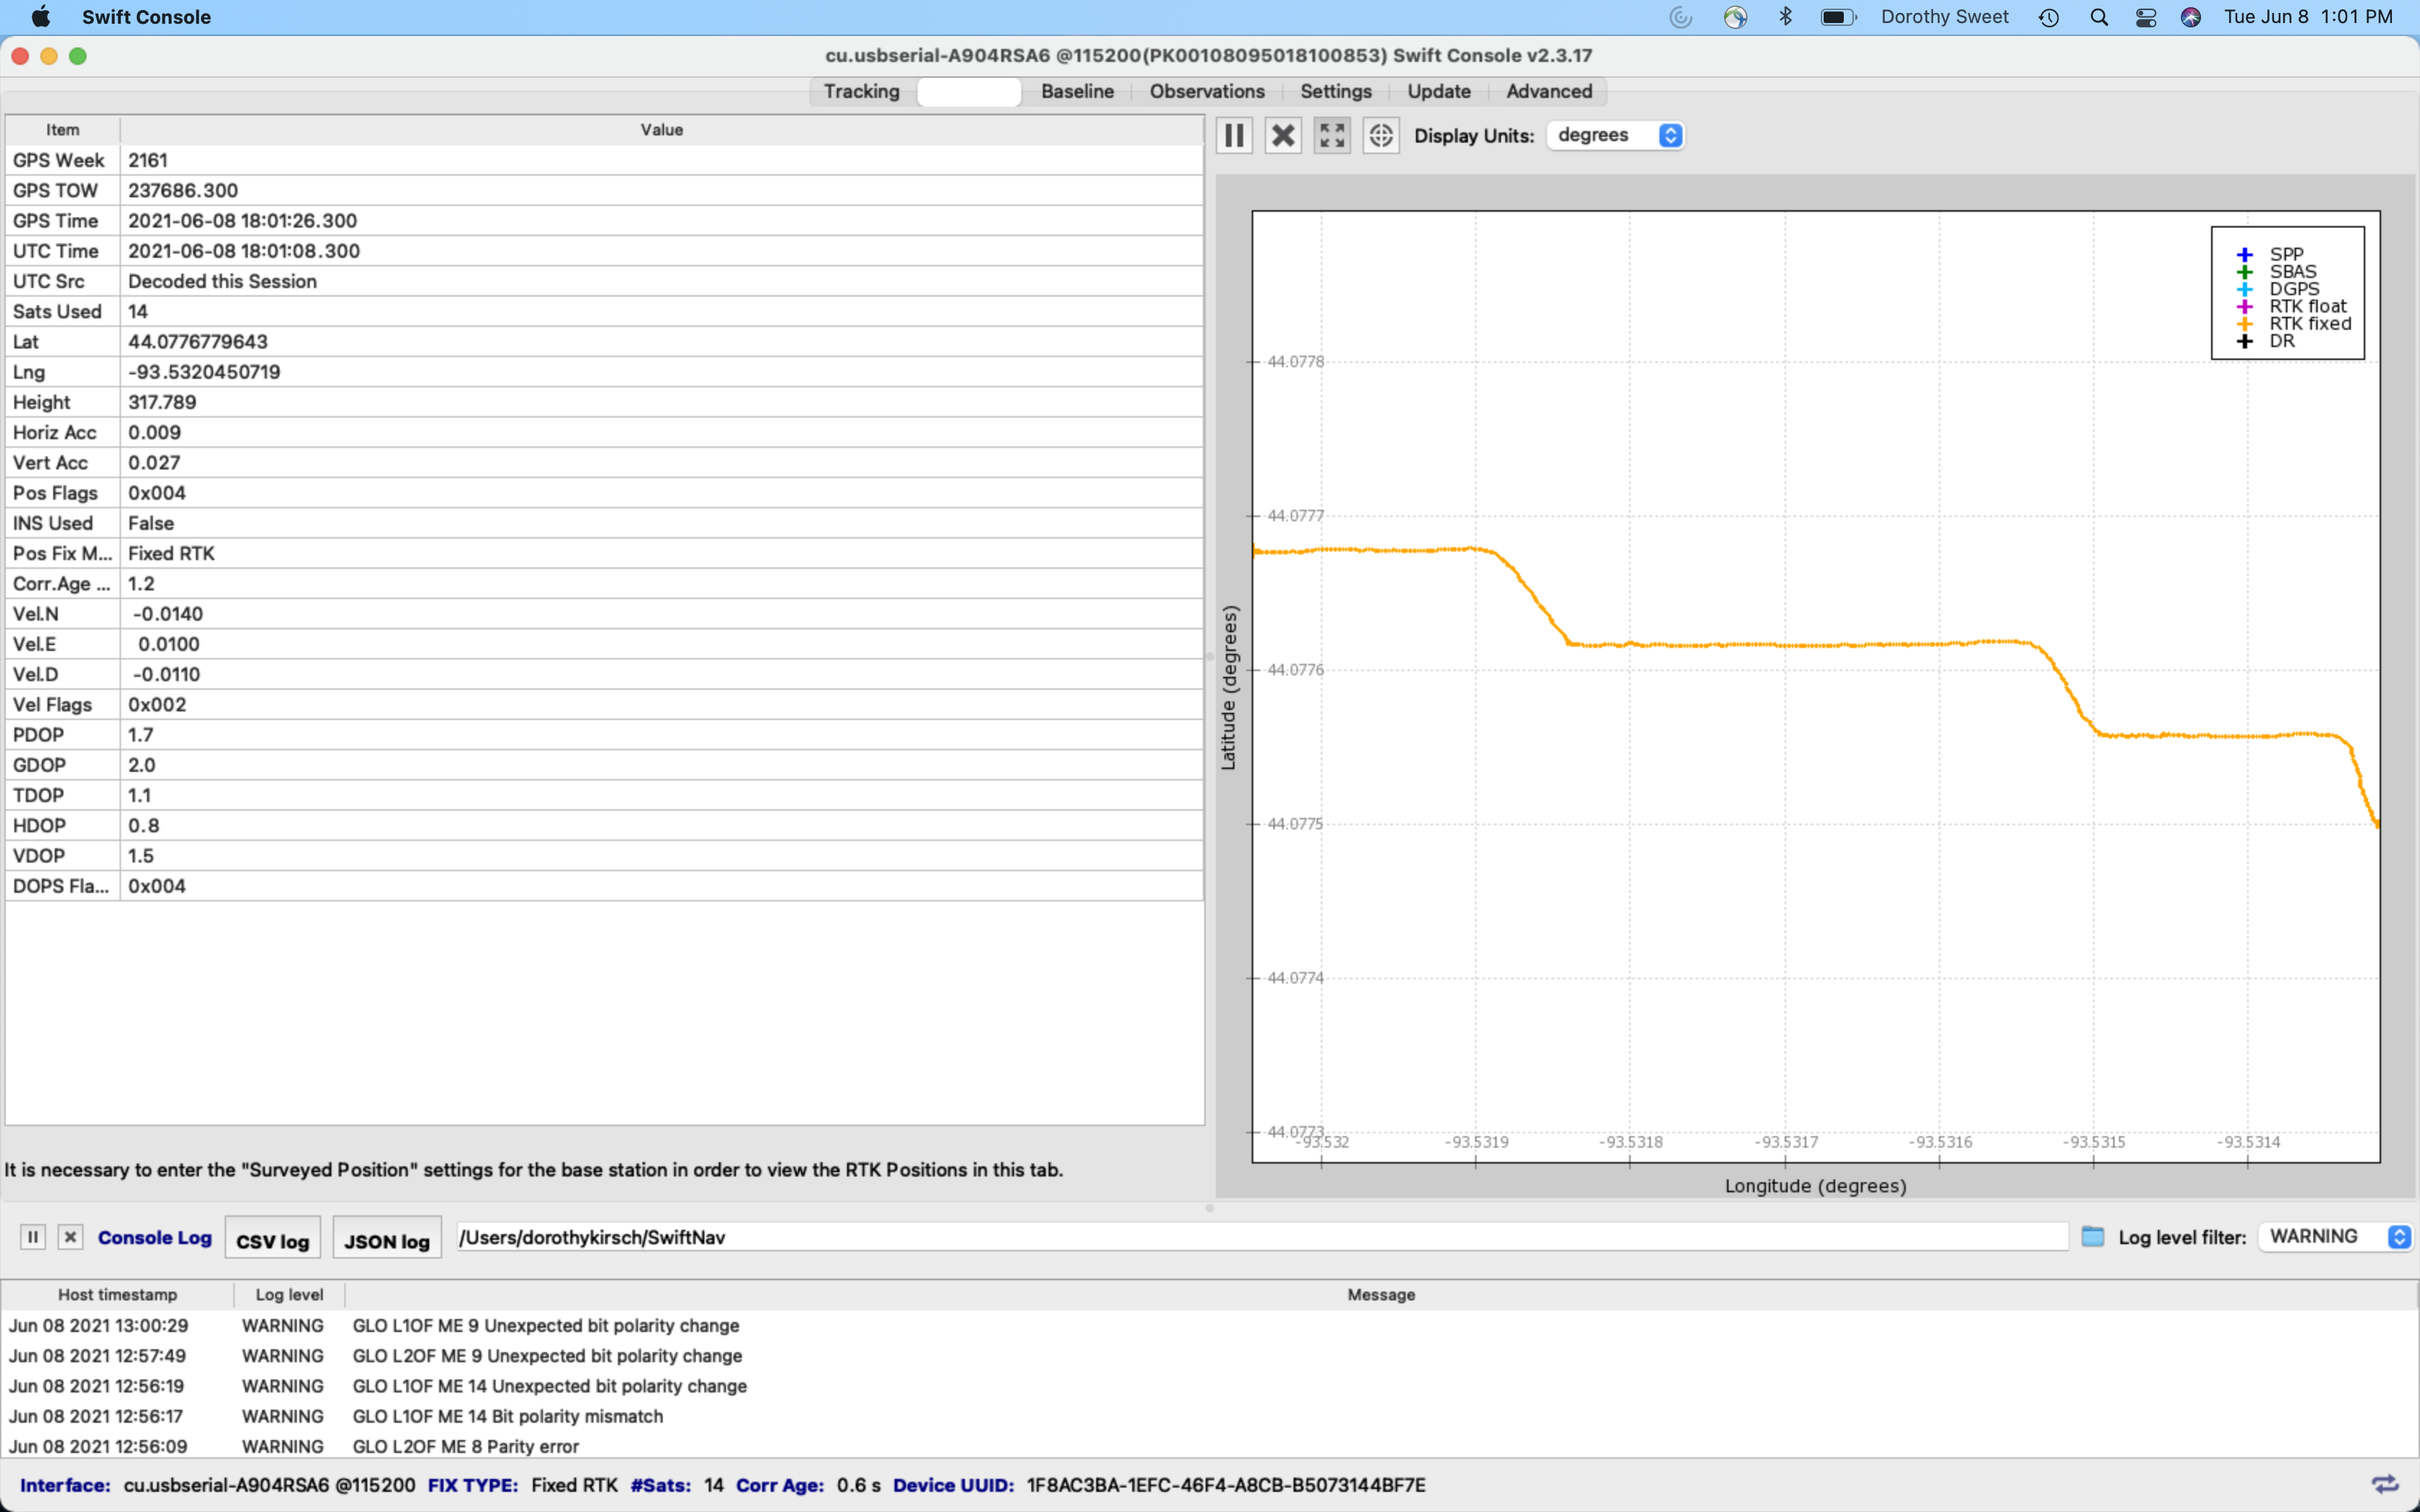 Swift Console
Dorothy Sweet
Tue Jun 8 1:01 PM
cu.usbserial-A904RSA6 @115200(PK00108095018100853) Swift Console v2.3.17
Tracking Baseline Observations Settings Update Advanced
Item Value
GPS Week 2161
GPS TOW 237686.300
GPS Time 2021-06-08 18:01:26.300
UTC Time 2021-06-08 18:01:08.300
UTC Src Decoded this Session
Sats Used 14
Lat 44.0776779643
Lng -93.5320450719
Height 317.789
Horiz Acc 0.009
Vert Acc 0.027
Pos Flags 0x004
INS Used False
Pos Fix M... Fixed RTK
Corr.Age ... 1.2
Vel.N -0.0140
Vel.E 0.0100
Vel.D -0.0110
Vel Flags 0x002
PDOP 1.7
GDOP 2.0
TDOP 1.1
HDOP 0.8
VDOP 1.5
DOPS Fla... 0x004
It is necessary to enter the "Surveyed Position" settings for the base station in order to view the RTK Positions in this tab.
Display Units: degrees
SPP
SBAS
DGPS
RTK float
RTK fixed
DR
Latitude (degrees)
44.0778
44.0777
44.0776
44.0775
44.0774
44.0773
-93.532 -93.5319 -93.5318 -93.5317 -93.5316 -93.5315 -93.5314
Longitude (degrees)
Console Log CSV log JSON log /Users/dorothykirsch/SwiftNav Log level filter: WARNING
Host timestamp Log level Message
Jun 08 2021 13:00:29 WARNING GLO L1OF ME 9 Unexpected bit polarity change
Jun 08 2021 12:57:49 WARNING GLO L2OF ME 9 Unexpected bit polarity change
Jun 08 2021 12:56:19 WARNING GLO L1OF ME 14 Unexpected bit polarity change
Jun 08 2021 12:56:17 WARNING GLO L1OF ME 14 Bit polarity mismatch
Jun 08 2021 12:56:09 WARNING GLO L2OF ME 8 Parity error
Interface: cu.usbserial-A904RSA6 @115200 FIX TYPE: Fixed RTK #Sats: 14 Corr Age: 0.6 s Device UUID: 1F8AC3BA-1EFC-46F4-A8CB-B5073144BF7E